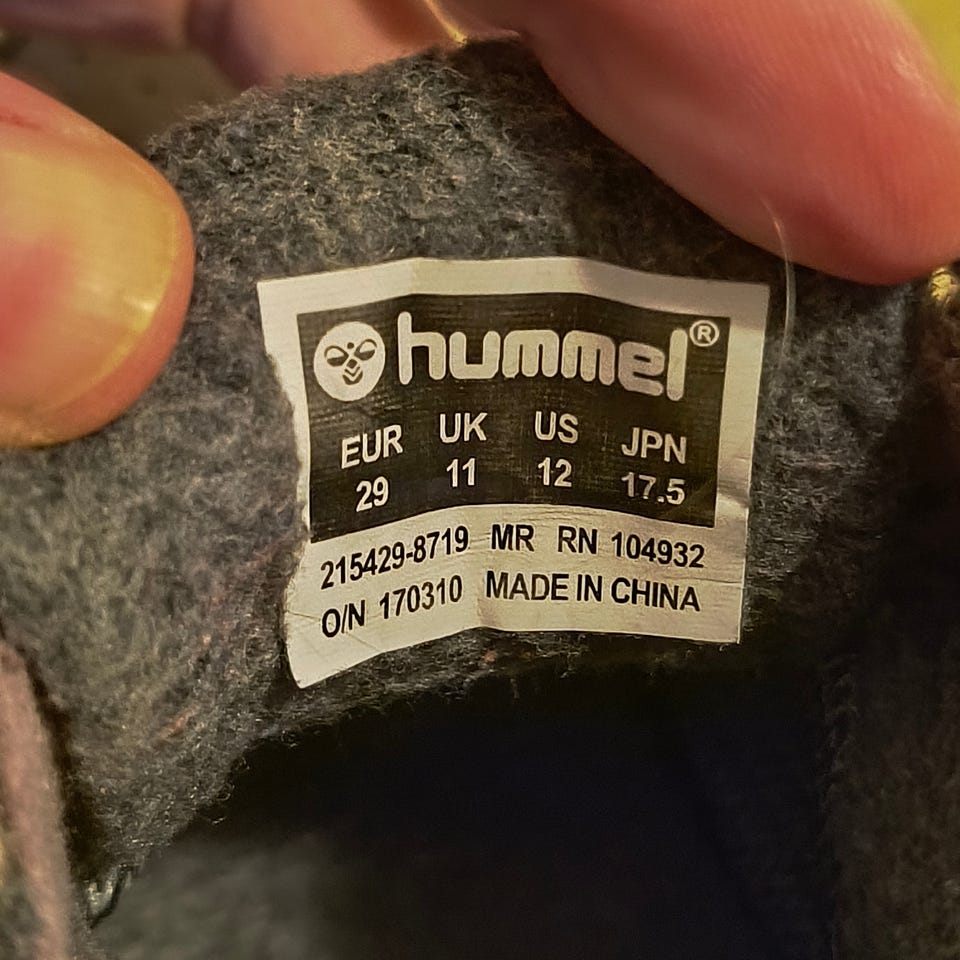 hummel®
EUR UK US JPN
29 11 12 17.5
215429-8719 MR RN 104932
O/N 170310 MADE IN CHINA